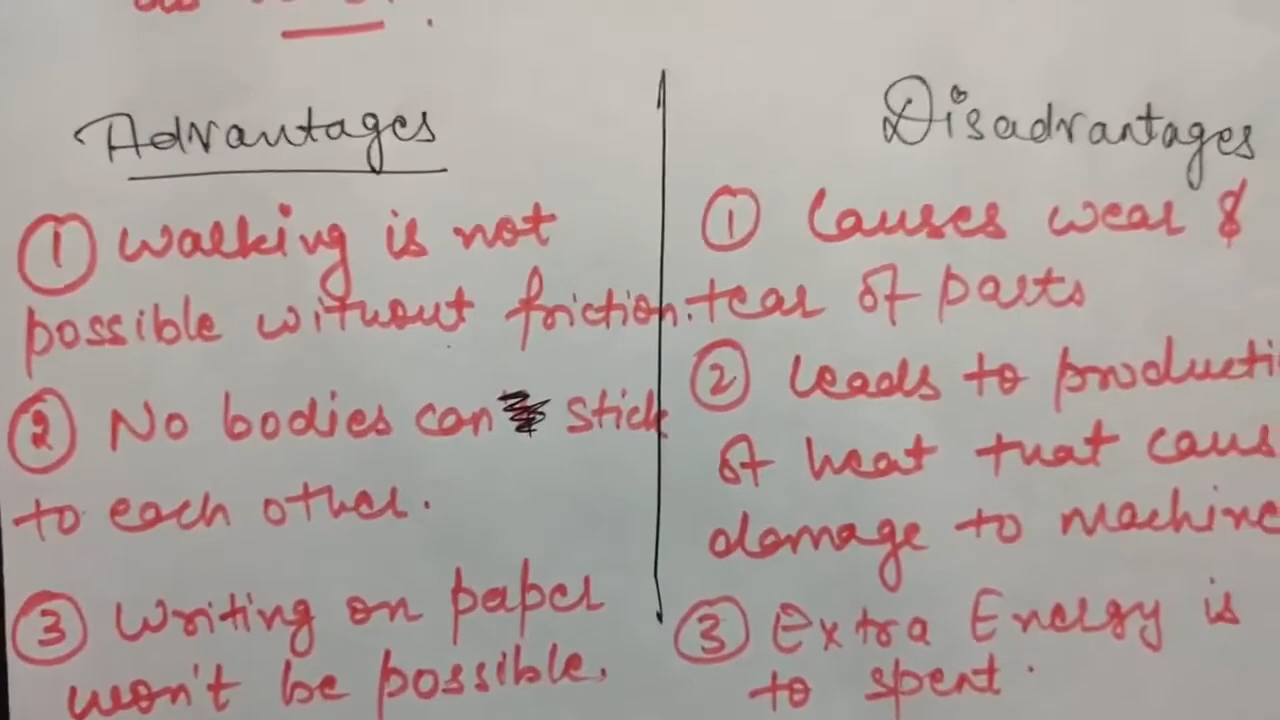 Advantages
① Walking is not
possible without friction.
② No bodies can stick
to each other.
③ Writing on paper
won't be possible.
Disadvantages
① Causes wear &
tear of parts
② Leads to producti
of heat that caus
damage to machine
③ Extra Energy is
to spent.